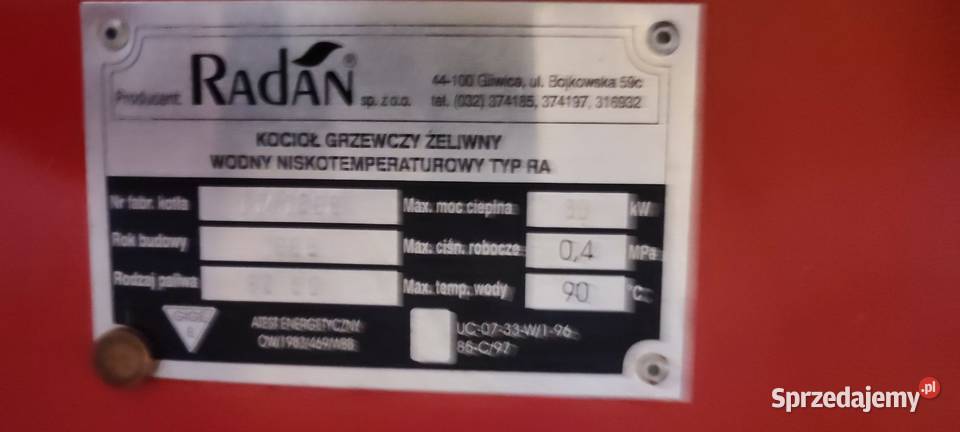 RadaN®
Producent: sp. z o.o.
44-100 Gliwice, ul. Bojkowska 59c
tel. (032) 374185, 374197, 316932
KOCIOŁ GRZEWCZY ŻELIWNY
WODNY NISKOTEMPERATUROWY TYP RA
Nr fabr. kotła
Max. moc cieplna kW
Rok budowy
Max. ciśn. robocze 0,4 MPa
Rodzaj paliwa
Max. temp. wody 90 °C
ATEST ENERGETYCZNY
UC-07-33-W/1-96
BS-C/97
Sprzedajemy.pl